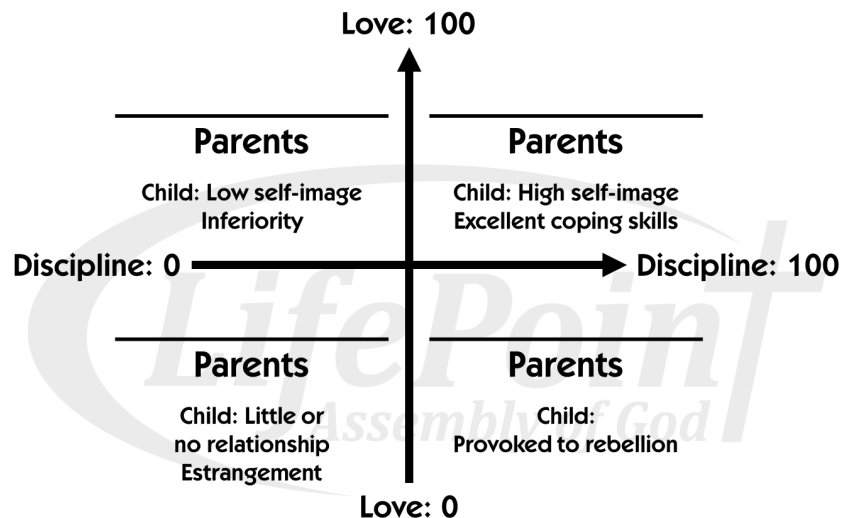 Love: 100
Parents
Child: Low self-image
Inferiority
Parents
Child: High self-image
Excellent coping skills
Discipline: 0
Discipline: 100
LifePoint
Assembly of God
Parents
Child: Little or
no relationship
Estrangement
Parents
Child:
Provoked to rebellion
Love: 0